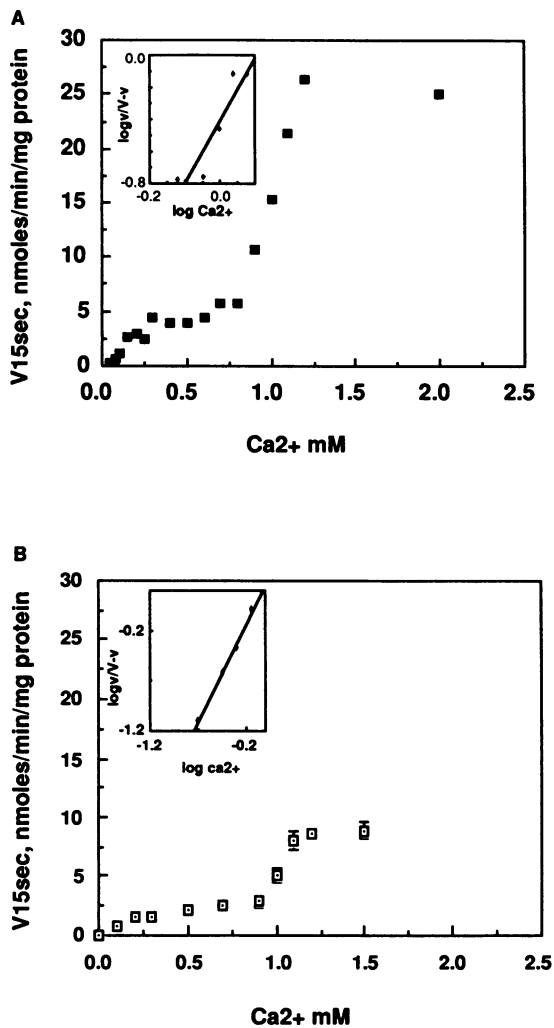 A
V15sec, nmoles/min/mg protein
30
25
20
15
10
5
0
0.0 0.5 1.0 1.5 2.0 2.5
Ca2+ mM
logv/V-v
0.0
-0.8
-0.2 0.0
log Ca2+
B
V15sec, nmoles/min/mg protein
30
25
20
15
10
5
0
0.0 0.5 1.0 1.5 2.0 2.5
Ca2+ mM
logv/V-v
-0.2
-1.2
-1.2 -0.2
log ca2+